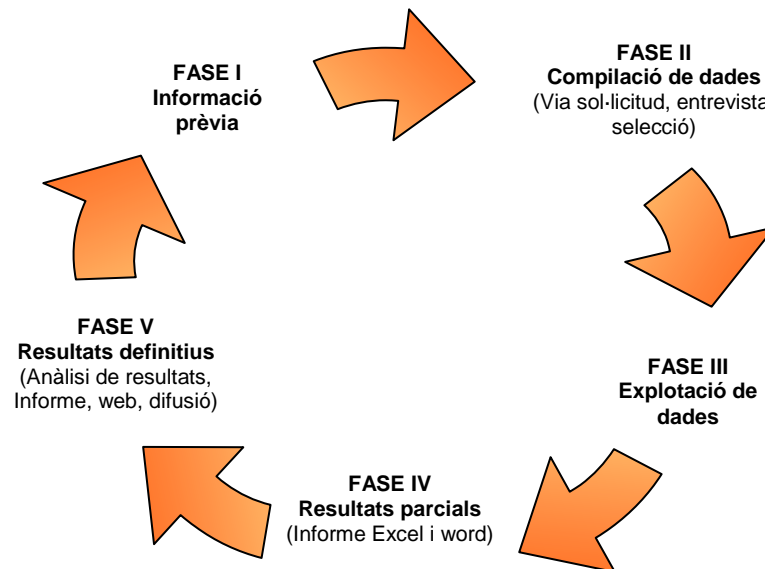 FASE I
Informació
prèvia
FASE II
Compilació de dades
(Via sol·licitud, entrevista
selecció)
FASE III
Explotació de
dades
FASE IV
Resultats parcials
(Informe Excel i word)
FASE V
Resultats definitius
(Anàlisi de resultats,
Informe, web, difusió)